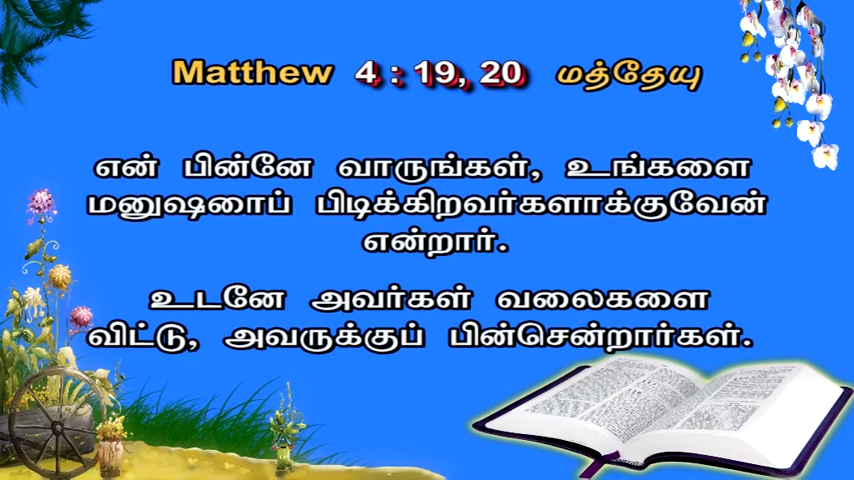 Matthew 4 : 19, 20 மத்தேயு
என் பின்னே வாருங்கள், உங்களை
மனுஷரைப் பிடிக்கிறவர்களாக்குவேன்
என்றார்.
உடனே அவர்கள் வலைகளை
விட்டு, அவருக்குப் பின்சென்றார்கள்.